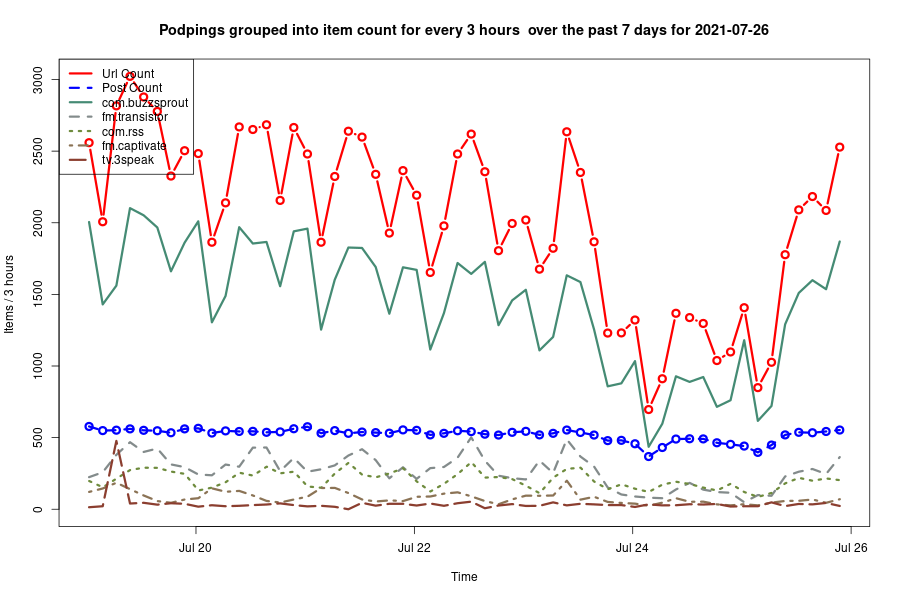 Podpings grouped into item count for every 3 hours  over the past 7 days for 2021-07-26
Url Count
Post Count
com.buzzsprout
fm.transistor
com.rss
fm.captivate
tv.3speak
3000
2500
2000
1500
1000
500
0
Items / 3 hours
Jul 20
Jul 22
Jul 24
Jul 26
Time